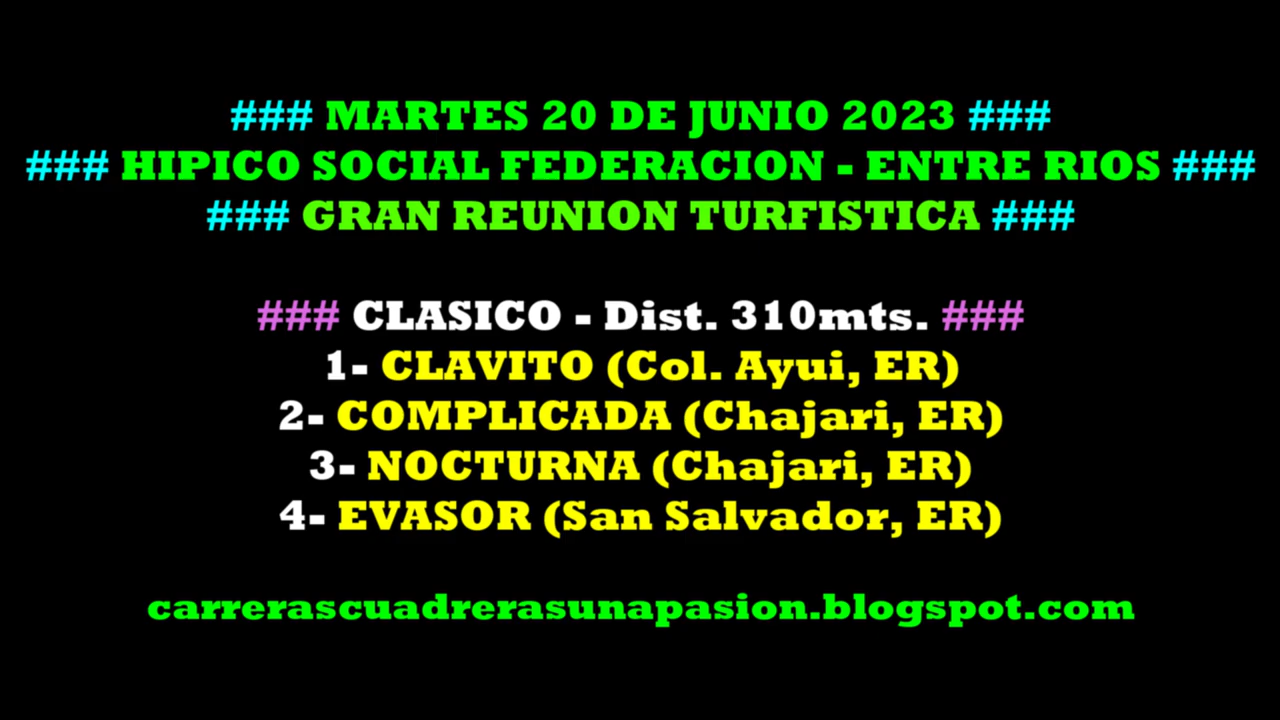 ### MARTES 20 DE JUNIO 2023 ###
### HIPICO SOCIAL FEDERACION - ENTRE RIOS ###
### GRAN REUNION TURFISTICA ###
### CLASICO - Dist. 310mts. ###
1- CLAVITO (Col. Ayui, ER)
2- COMPLICADA (Chajari, ER)
3- NOCTURNA (Chajari, ER)
4- EVASOR (San Salvador, ER)
carrerascuadrerasunapasion.blogspot.com